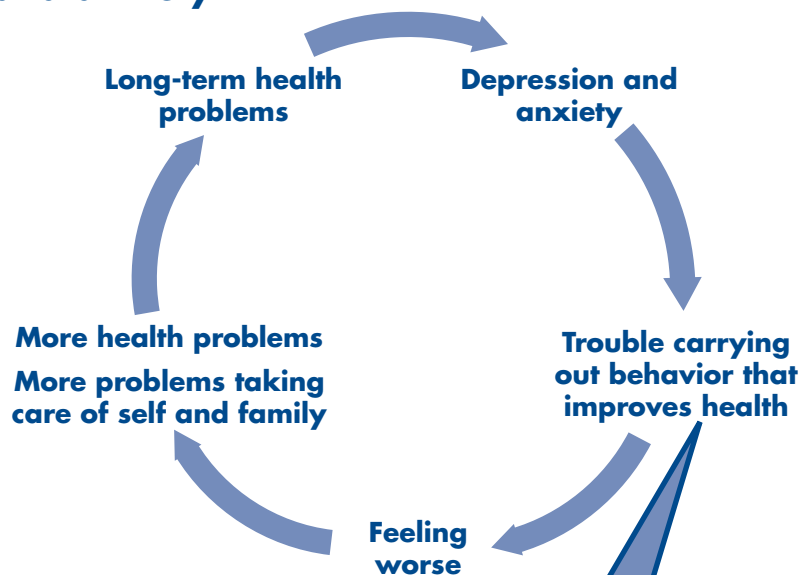 Long-term health
problems
Depression and
anxiety
Trouble carrying
out behavior that
improves health
Feeling
worse
More health problems
More problems taking
care of self and family